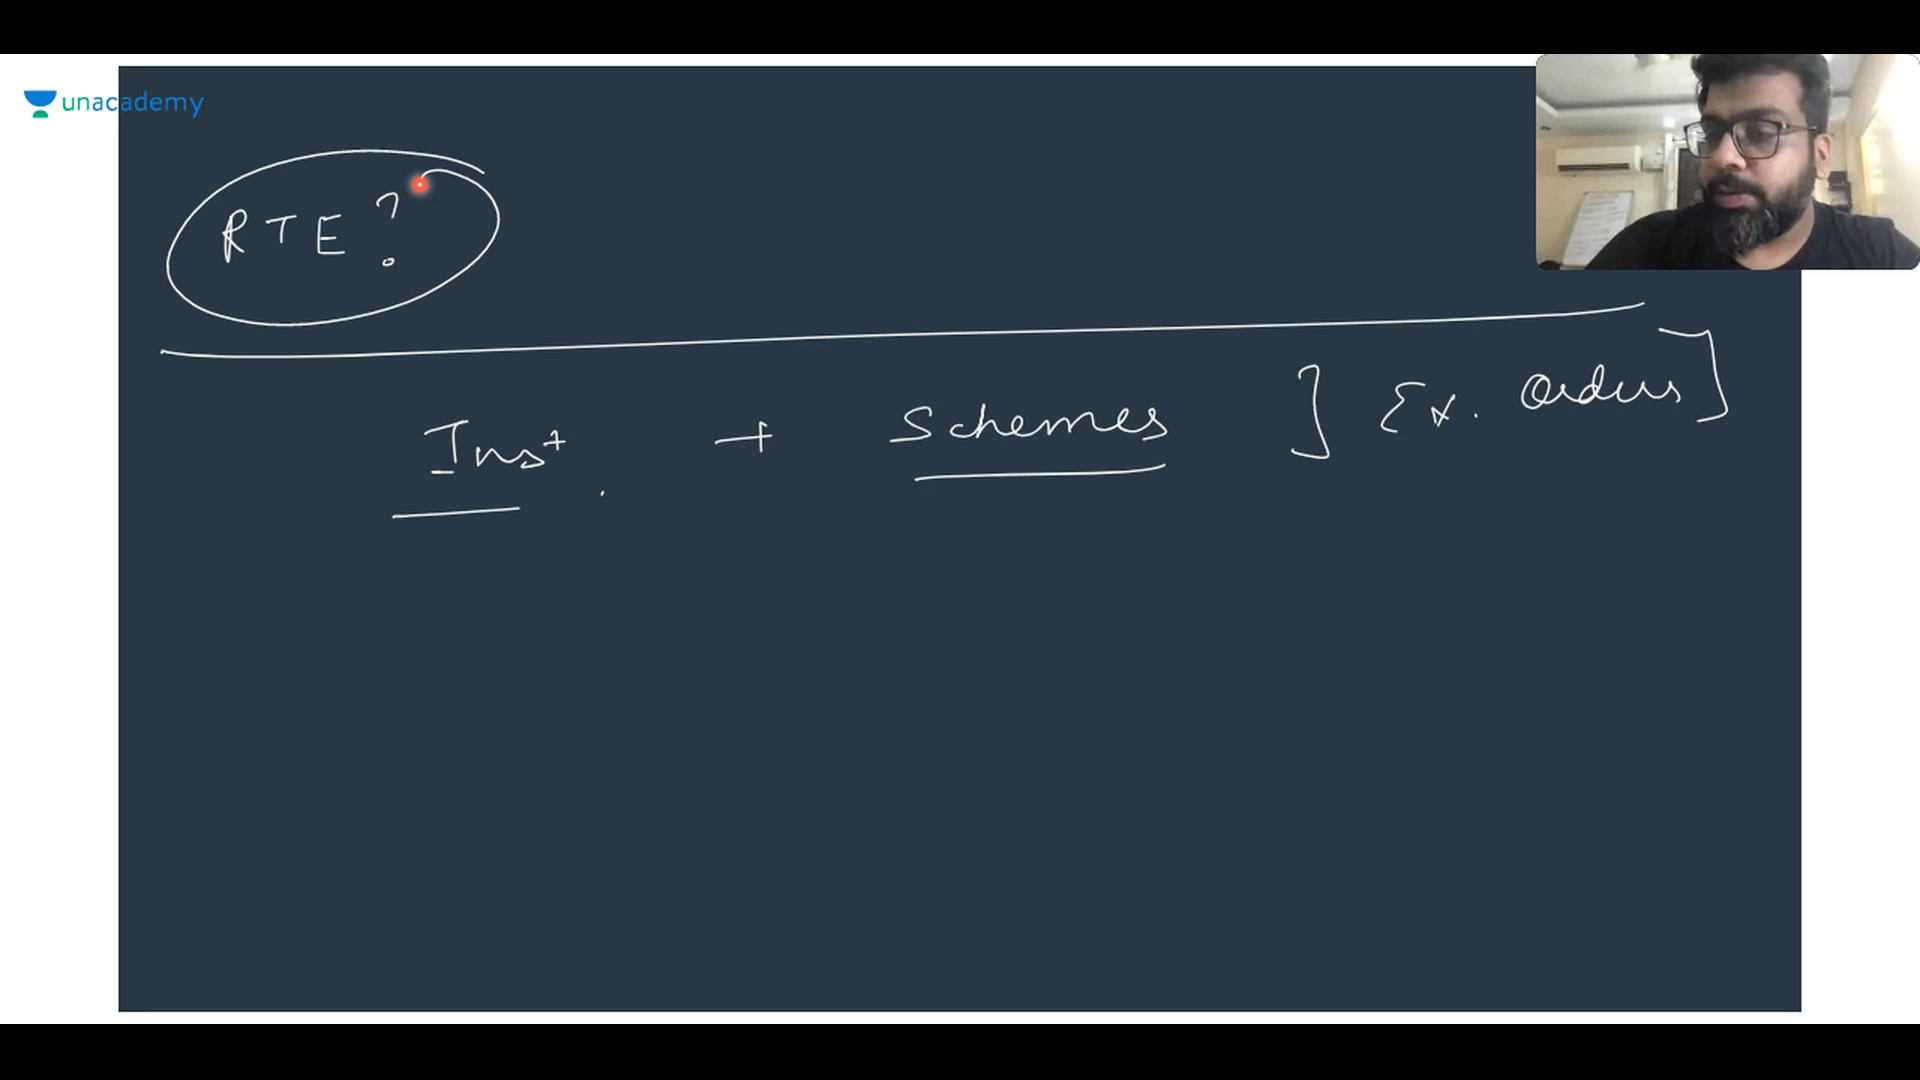 unacademy
RTE?
Inst + Schemes ] [Ex. Orders]